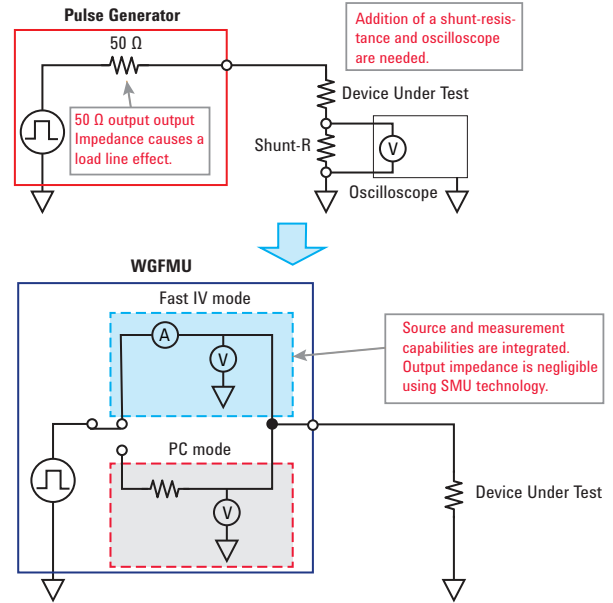 Pulse Generator
50 Ω
Addition of a shunt-resis-
tance and oscilloscope
are needed.
50 Ω output output
Impedance causes a
load line effect.
Device Under Test
Shunt-R
V
Oscilloscope
WGFMU
Fast IV mode
A
V
Source and measurement
capabilities are integrated.
Output impedance is negligible
using SMU technology.
PC mode
V
Device Under Test